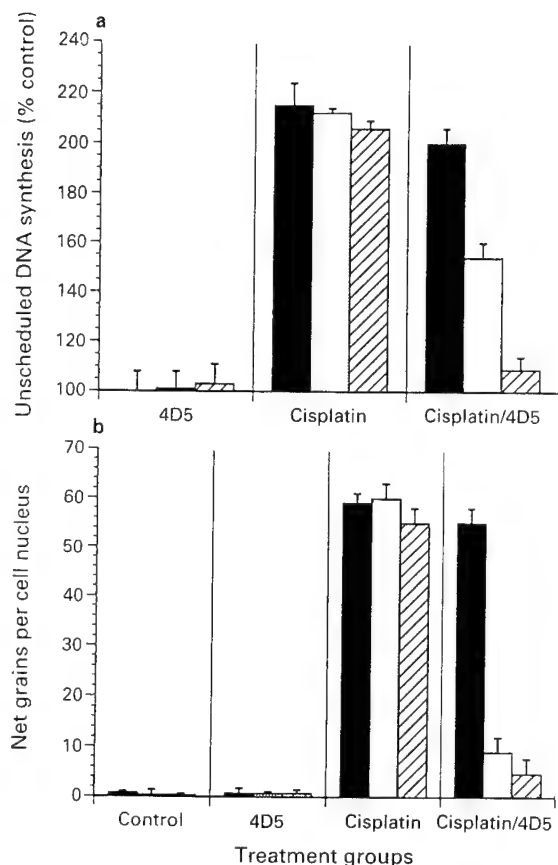 a
Unscheduled DNA synthesis (% control)
240
220
200
180
160
140
120
100
4D5
Cisplatin
Cisplatin/4D5
b
Net grains per cell nucleus
70
60
50
40
30
20
10
0
Control
4D5
Cisplatin
Cisplatin/4D5
Treatment groups